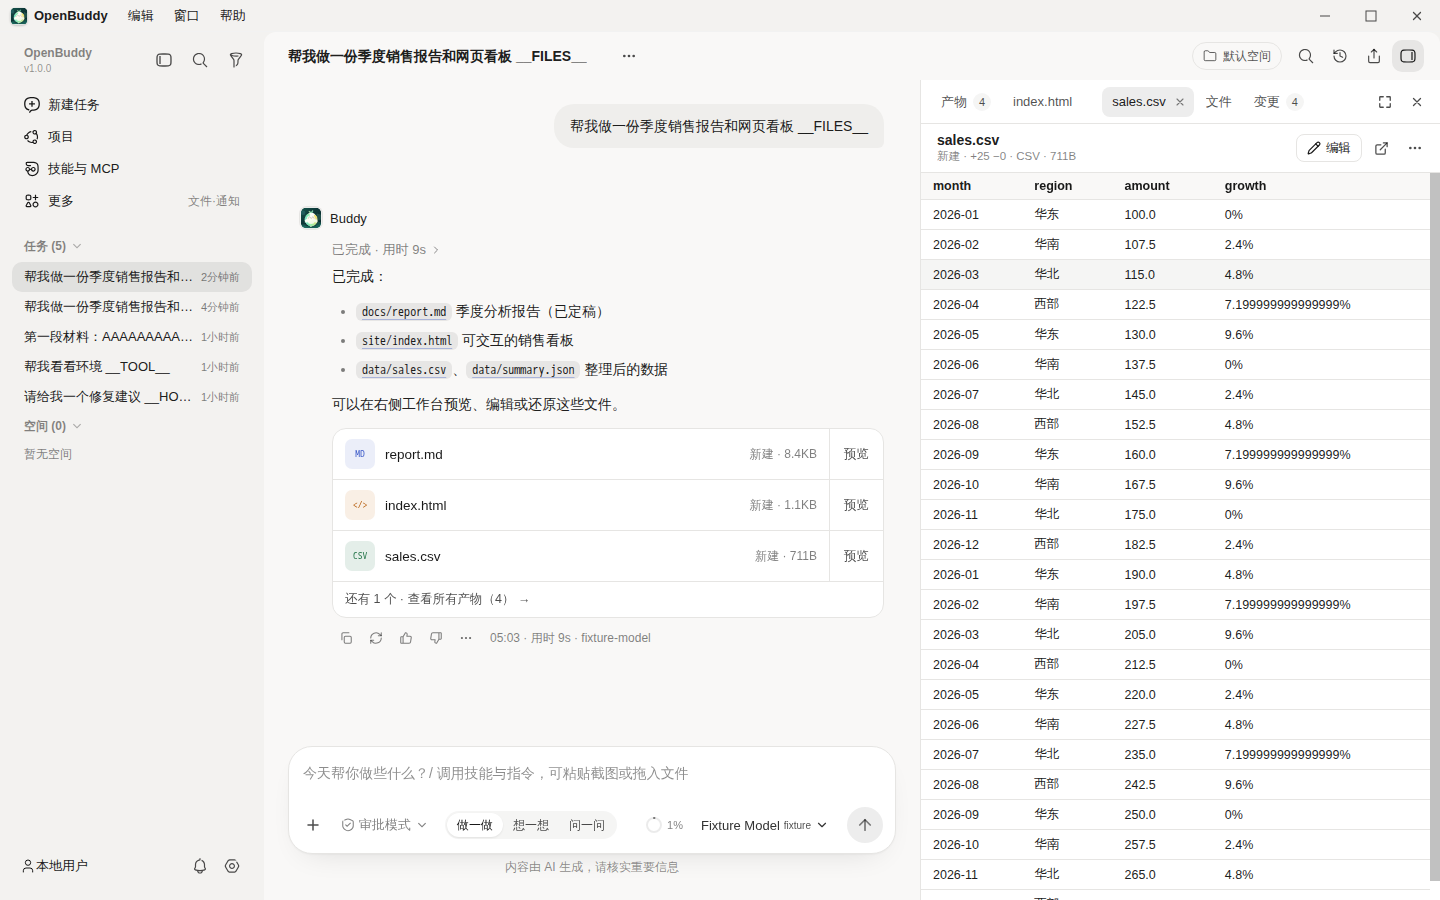 OpenBuddy 编辑 窗口 帮助
OpenBuddy
v1.0.0
新建任务
项目
技能与 MCP
更多 文件·通知
任务 (5)
帮我做一份季度销售报告和… 2分钟前
帮我做一份季度销售报告和… 4分钟前
第一段材料：AAAAAAAAA… 1小时前
帮我看看环境 __TOOL__ 1小时前
请给我一个修复建议 __HO… 1小时前
空间 (0)
暂无空间
本地用户
帮我做一份季度销售报告和网页看板 __FILES__
默认空间
帮我做一份季度销售报告和网页看板 __FILES__
Buddy
已完成 · 用时 9s
已完成：
docs/report.md 季度分析报告（已定稿）
site/index.html 可交互的销售看板
data/sales.csv、data/summary.json 整理后的数据
可以在右侧工作台预览、编辑或还原这些文件。
MD report.md 新建 · 8.4KB 预览
</> index.html 新建 · 1.1KB 预览
CSV sales.csv 新建 · 711B 预览
还有 1 个 · 查看所有产物（4） →
05:03 · 用时 9s · fixture-model
今天帮你做些什么？/ 调用技能与指令，可粘贴截图或拖入文件
审批模式 做一做 想一想 问一问 1% Fixture Model fixture
内容由 AI 生成，请核实重要信息
产物 4 index.html sales.csv 文件 变更 4
sales.csv
新建 · +25 −0 · CSV · 711B
编辑
month region amount growth
2026-01 华东 100.0 0%
2026-02 华南 107.5 2.4%
2026-03 华北 115.0 4.8%
2026-04 西部 122.5 7.199999999999999%
2026-05 华东 130.0 9.6%
2026-06 华南 137.5 0%
2026-07 华北 145.0 2.4%
2026-08 西部 152.5 4.8%
2026-09 华东 160.0 7.199999999999999%
2026-10 华南 167.5 9.6%
2026-11 华北 175.0 0%
2026-12 西部 182.5 2.4%
2026-01 华东 190.0 4.8%
2026-02 华南 197.5 7.199999999999999%
2026-03 华北 205.0 9.6%
2026-04 西部 212.5 0%
2026-05 华东 220.0 2.4%
2026-06 华南 227.5 4.8%
2026-07 华北 235.0 7.199999999999999%
2026-08 西部 242.5 9.6%
2026-09 华东 250.0 0%
2026-10 华南 257.5 2.4%
2026-11 华北 265.0 4.8%